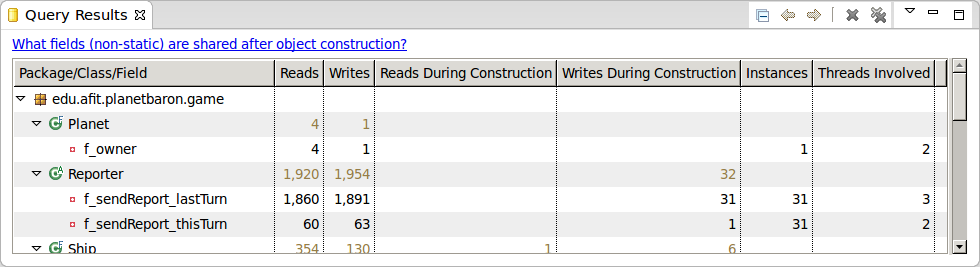 Query Results
What fields (non-static) are shared after object construction?
Package/Class/Field Reads Writes Reads During Construction Writes During Construction Instances Threads Involved
edu.afit.planetbaron.game
Planet 4 1
f_owner 4 1 1 2
Reporter 1,920 1,954 32
f_sendReport_lastTurn 1,860 1,891 31 31 3
f_sendReport_thisTurn 60 63 1 31 2
Ship 354 130 1 6